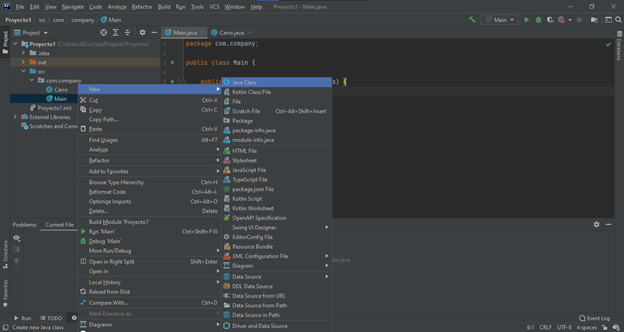 File Edit View Navigate Code Analyze Refactor Build Run Tools VCS Window Help Proyecto1 - Main.java
Proyecto1 src com company Main
Main
Project
Main.java Carro.java
Proyecto1
.idea
out
src
com.company
Carro
Main
Proyecto1.iml
External Libraries
Scratches and Cons
1 package com.company;
2
3 public class Main {
4
5 public
New
Cut Ctrl+X
Copy Ctrl+C
Copy Path...
Paste Ctrl+V
Find Usages Alt+F7
Analyze
Refactor
Add to Favorites
Browse Type Hierarchy Ctrl+H
Reformat Code Ctrl+Alt+L
Optimize Imports Ctrl+Alt+O
Delete... Delete
Build Module 'Proyecto1'
Run 'Main' Ctrl+Shift+F10
Debug 'Main'
More Run/Debug
Open in Right Split Shift+Enter
Open In
Local History
Reload from Disk
Compare With... Ctrl+D
Mark Directory as
Diagrams
Java Class
Kotlin Class/File
File
Scratch File Ctrl+Alt+Shift+Insert
Package
package-info.java
module-info.java
HTML File
Stylesheet
JavaScript File
TypeScript File
package.json File
Kotlin Script
Kotlin Worksheet
OpenAPI Specification
Swing UI Designer
EditorConfig File
Resource Bundle
XML Configuration File
Diagram
Data Source
DDL Data Source
Data Source from URL
Data Source from Path
Data Source in Path
Driver and Data Source
Problems: Current File
Project
Structure
Favorites
Database
Run TODO
Event Log
Create new Java class
6:1 CRLF UTF-8 4 spaces